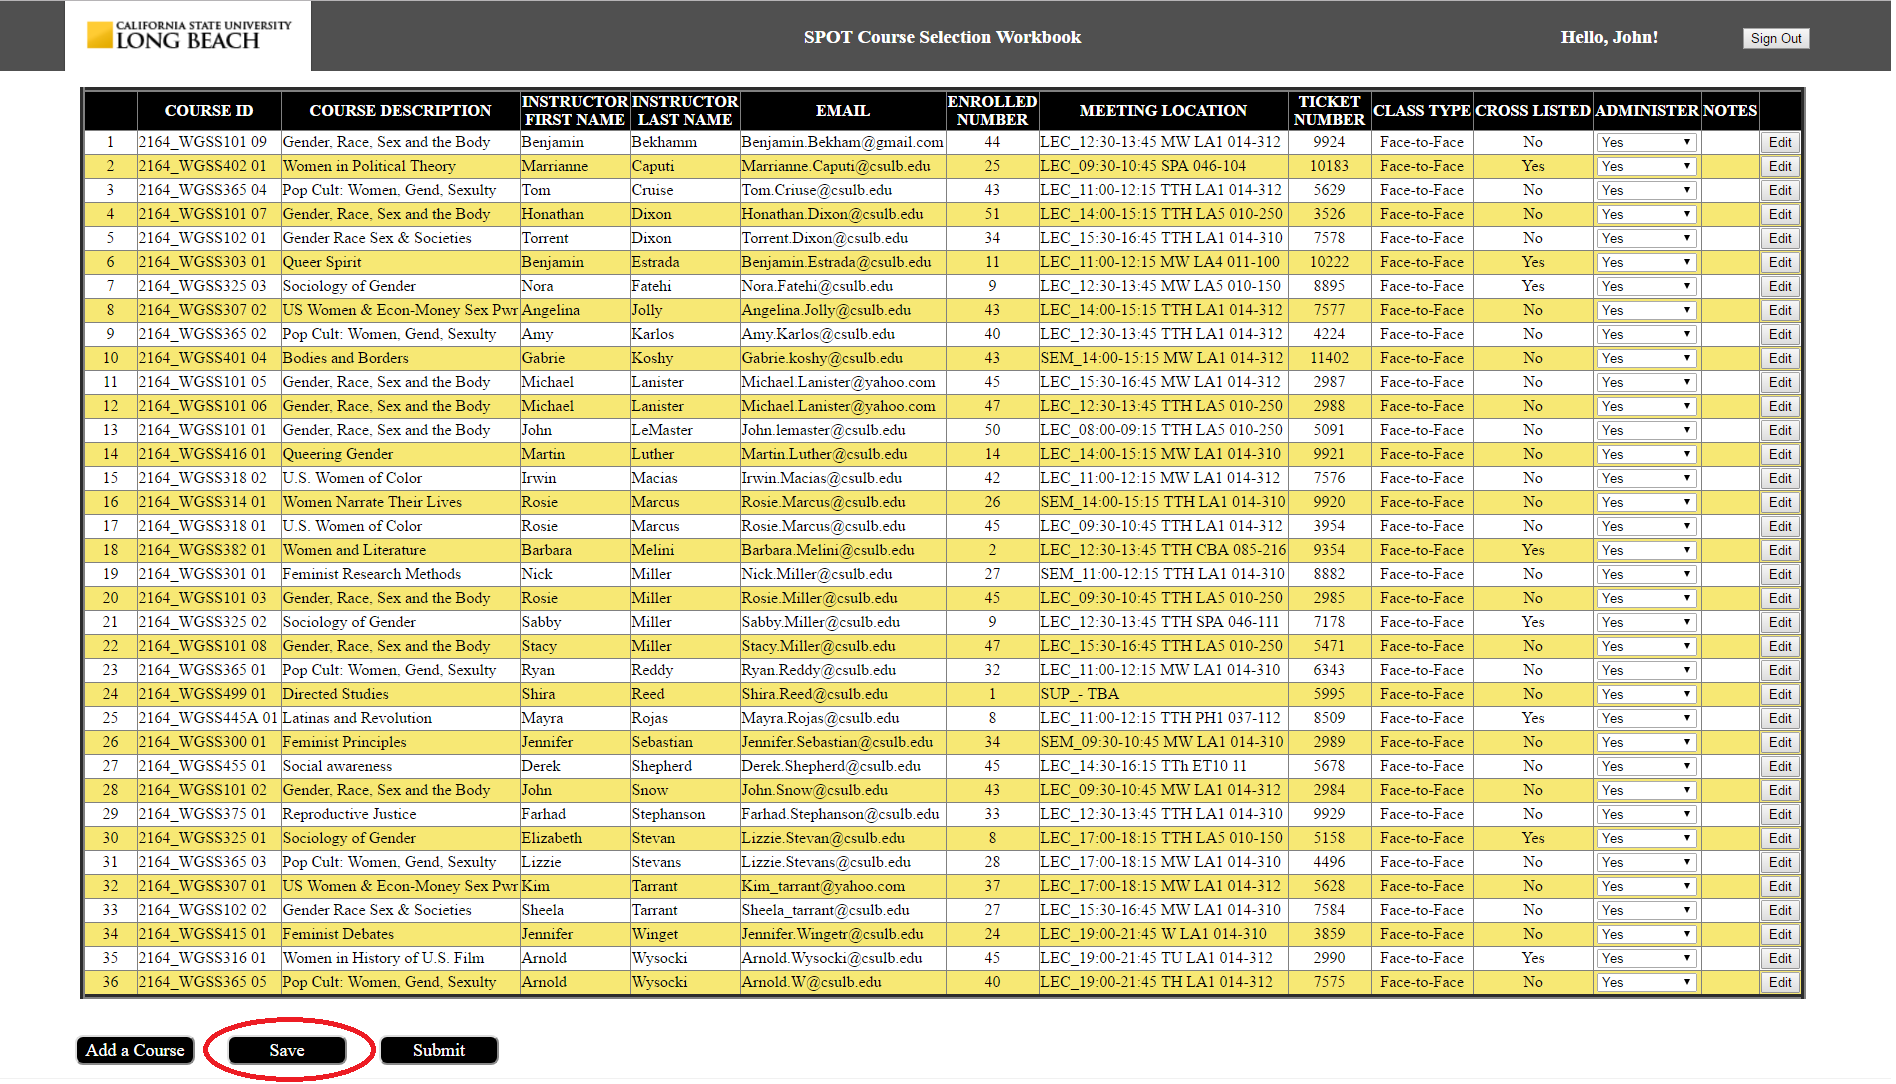 CALIFORNIA STATE UNIVERSITY
LONG BEACH
SPOT Course Selection Workbook
Hello, John!
Sign Out
COURSE ID COURSE DESCRIPTION INSTRUCTOR FIRST NAME INSTRUCTOR LAST NAME EMAIL ENROLLED NUMBER MEETING LOCATION TICKET NUMBER CLASS TYPE CROSS LISTED ADMINISTER NOTES
1 2164_WGSS101 09 Gender, Race, Sex and the Body Benjamin Bekhamm Benjamin.Bekham@gmail.com 44 LEC_12:30-13:45 MW LA1 014-312 9924 Face-to-Face No Yes Edit
2 2164_WGSS402 01 Women in Political Theory Marrianne Caputi Marrianne.Caputi@csulb.edu 25 LEC_09:30-10:45 SPA 046-104 10183 Face-to-Face Yes Yes Edit
3 2164_WGSS365 04 Pop Cult: Women, Gend, Sexulty Tom Cruise Tom.Criuse@csulb.edu 43 LEC_11:00-12:15 TTH LA1 014-312 5629 Face-to-Face No Yes Edit
4 2164_WGSS101 07 Gender, Race, Sex and the Body Honathan Dixon Honathan.Dixon@csulb.edu 51 LEC_14:00-15:15 TTH LA5 010-250 3526 Face-to-Face No Yes Edit
5 2164_WGSS102 01 Gender Race Sex & Societies Torrent Dixon Torrent.Dixon@csulb.edu 34 LEC_15:30-16:45 TTH LA1 014-310 7578 Face-to-Face No Yes Edit
6 2164_WGSS303 01 Queer Spirit Benjamin Estrada Benjamin.Estrada@csulb.edu 11 LEC_11:00-12:15 MW LA4 011-100 10222 Face-to-Face Yes Yes Edit
7 2164_WGSS325 03 Sociology of Gender Nora Fatehi Nora.Fatehi@csulb.edu 9 LEC_12:30-13:45 MW LA5 010-150 8895 Face-to-Face Yes Yes Edit
8 2164_WGSS307 02 US Women & Econ-Money Sex Pwr Angelina Jolly Angelina.Jolly@csulb.edu 43 LEC_14:00-15:15 TTH LA1 014-312 7577 Face-to-Face No Yes Edit
9 2164_WGSS365 02 Pop Cult: Women, Gend, Sexulty Amy Karlos Amy.Karlos@csulb.edu 40 LEC_12:30-13:45 TTH LA1 014-312 4224 Face-to-Face No Yes Edit
10 2164_WGSS401 04 Bodies and Borders Gabrie Koshy Gabrie.koshy@csulb.edu 43 SEM_14:00-15:15 MW LA1 014-312 11402 Face-to-Face No Yes Edit
11 2164_WGSS101 05 Gender, Race, Sex and the Body Michael Lanister Michael.Lanister@yahoo.com 45 LEC_15:30-16:45 MW LA1 014-312 2987 Face-to-Face No Yes Edit
12 2164_WGSS101 06 Gender, Race, Sex and the Body Michael Lanister Michael.Lanister@yahoo.com 47 LEC_12:30-13:45 TTH LA5 010-250 2988 Face-to-Face No Yes Edit
13 2164_WGSS101 01 Gender, Race, Sex and the Body John LeMaster John.lemaster@csulb.edu 50 LEC_08:00-09:15 TTH LA5 010-250 5091 Face-to-Face No Yes Edit
14 2164_WGSS416 01 Queering Gender Martin Luther Martin.Luther@csulb.edu 14 LEC_14:00-15:15 MW LA1 014-310 9921 Face-to-Face No Yes Edit
15 2164_WGSS318 02 U.S. Women of Color Irwin Macias Irwin.Macias@csulb.edu 42 LEC_11:00-12:15 MW LA1 014-312 7576 Face-to-Face No Yes Edit
16 2164_WGSS314 01 Women Narrate Their Lives Rosie Marcus Rosie.Marcus@csulb.edu 26 SEM_14:00-15:15 TTH LA1 014-310 9920 Face-to-Face No Yes Edit
17 2164_WGSS318 01 U.S. Women of Color Rosie Marcus Rosie.Marcus@csulb.edu 45 LEC_09:30-10:45 TTH LA1 014-312 3954 Face-to-Face No Yes Edit
18 2164_WGSS382 01 Women and Literature Barbara Melini Barbara.Melini@csulb.edu 2 LEC_12:30-13:45 TTH CBA 085-216 9354 Face-to-Face Yes Yes Edit
19 2164_WGSS301 01 Feminist Research Methods Nick Miller Nick.Miller@csulb.edu 27 SEM_11:00-12:15 TTH LA1 014-310 8882 Face-to-Face No Yes Edit
20 2164_WGSS101 03 Gender, Race, Sex and the Body Rosie Miller Rosie.Miller@csulb.edu 45 LEC_09:30-10:45 TTH LA5 010-250 2985 Face-to-Face No Yes Edit
21 2164_WGSS325 02 Sociology of Gender Sabby Miller Sabby.Miller@csulb.edu 9 LEC_12:30-13:45 TTH SPA 046-111 7178 Face-to-Face Yes Yes Edit
22 2164_WGSS101 08 Gender, Race, Sex and the Body Stacy Miller Stacy.Miller@csulb.edu 47 LEC_15:30-16:45 TTH LA5 010-250 5471 Face-to-Face No Yes Edit
23 2164_WGSS365 01 Pop Cult: Women, Gend, Sexulty Ryan Reddy Ryan.Reddy@csulb.edu 32 LEC_11:00-12:15 MW LA1 014-310 6343 Face-to-Face No Yes Edit
24 2164_WGSS499 01 Directed Studies Shira Reed Shira.Reed@csulb.edu 1 SUP_- TBA 5995 Face-to-Face No Yes Edit
25 2164_WGSS445A 01 Latinas and Revolution Mayra Rojas Mayra.Rojas@csulb.edu 8 LEC_11:00-12:15 TTH PH1 037-112 8509 Face-to-Face Yes Yes Edit
26 2164_WGSS300 01 Feminist Principles Jennifer Sebastian Jennifer.Sebastian@csulb.edu 34 SEM_09:30-10:45 MW LA1 014-310 2989 Face-to-Face No Yes Edit
27 2164_WGSS455 01 Social awareness Derek Shepherd Derek.Shepherd@csulb.edu 45 LEC_14:30-16:15 TTh ET10 11 5678 Face-to-Face No Yes Edit
28 2164_WGSS101 02 Gender, Race, Sex and the Body John Snow John.Snow@csulb.edu 43 LEC_09:30-10:45 MW LA1 014-312 2984 Face-to-Face No Yes Edit
29 2164_WGSS375 01 Reproductive Justice Farhad Stephanson Farhad.Stephanson@csulb.edu 33 LEC_12:30-13:45 TTH LA1 014-310 9929 Face-to-Face No Yes Edit
30 2164_WGSS325 01 Sociology of Gender Elizabeth Stevan Lizzie.Stevan@csulb.edu 8 LEC_17:00-18:15 TTH LA5 010-150 5158 Face-to-Face Yes Yes Edit
31 2164_WGSS365 03 Pop Cult: Women, Gend, Sexulty Lizzie Stevans Lizzie.Stevans@csulb.edu 28 LEC_17:00-18:15 MW LA1 014-310 4496 Face-to-Face No Yes Edit
32 2164_WGSS307 01 US Women & Econ-Money Sex Pwr Kim Tarrant Kim_tarrant@yahoo.com 37 LEC_17:00-18:15 MW LA1 014-312 5628 Face-to-Face No Yes Edit
33 2164_WGSS102 02 Gender Race Sex & Societies Sheela Tarrant Sheela_tarrant@csulb.edu 27 LEC_15:30-16:45 MW LA1 014-310 7584 Face-to-Face No Yes Edit
34 2164_WGSS415 01 Feminist Debates Jennifer Winget Jennifer.Wingetr@csulb.edu 24 LEC_19:00-21:45 W LA1 014-310 3859 Face-to-Face No Yes Edit
35 2164_WGSS316 01 Women in History of U.S. Film Arnold Wysocki Arnold.Wysocki@csulb.edu 45 LEC_19:00-21:45 TU LA1 014-312 2990 Face-to-Face Yes Yes Edit
36 2164_WGSS365 05 Pop Cult: Women, Gend, Sexulty Arnold Wysocki Arnold.W@csulb.edu 40 LEC_19:00-21:45 TH LA1 014-312 7575 Face-to-Face No Yes Edit
Add a Course Save Submit